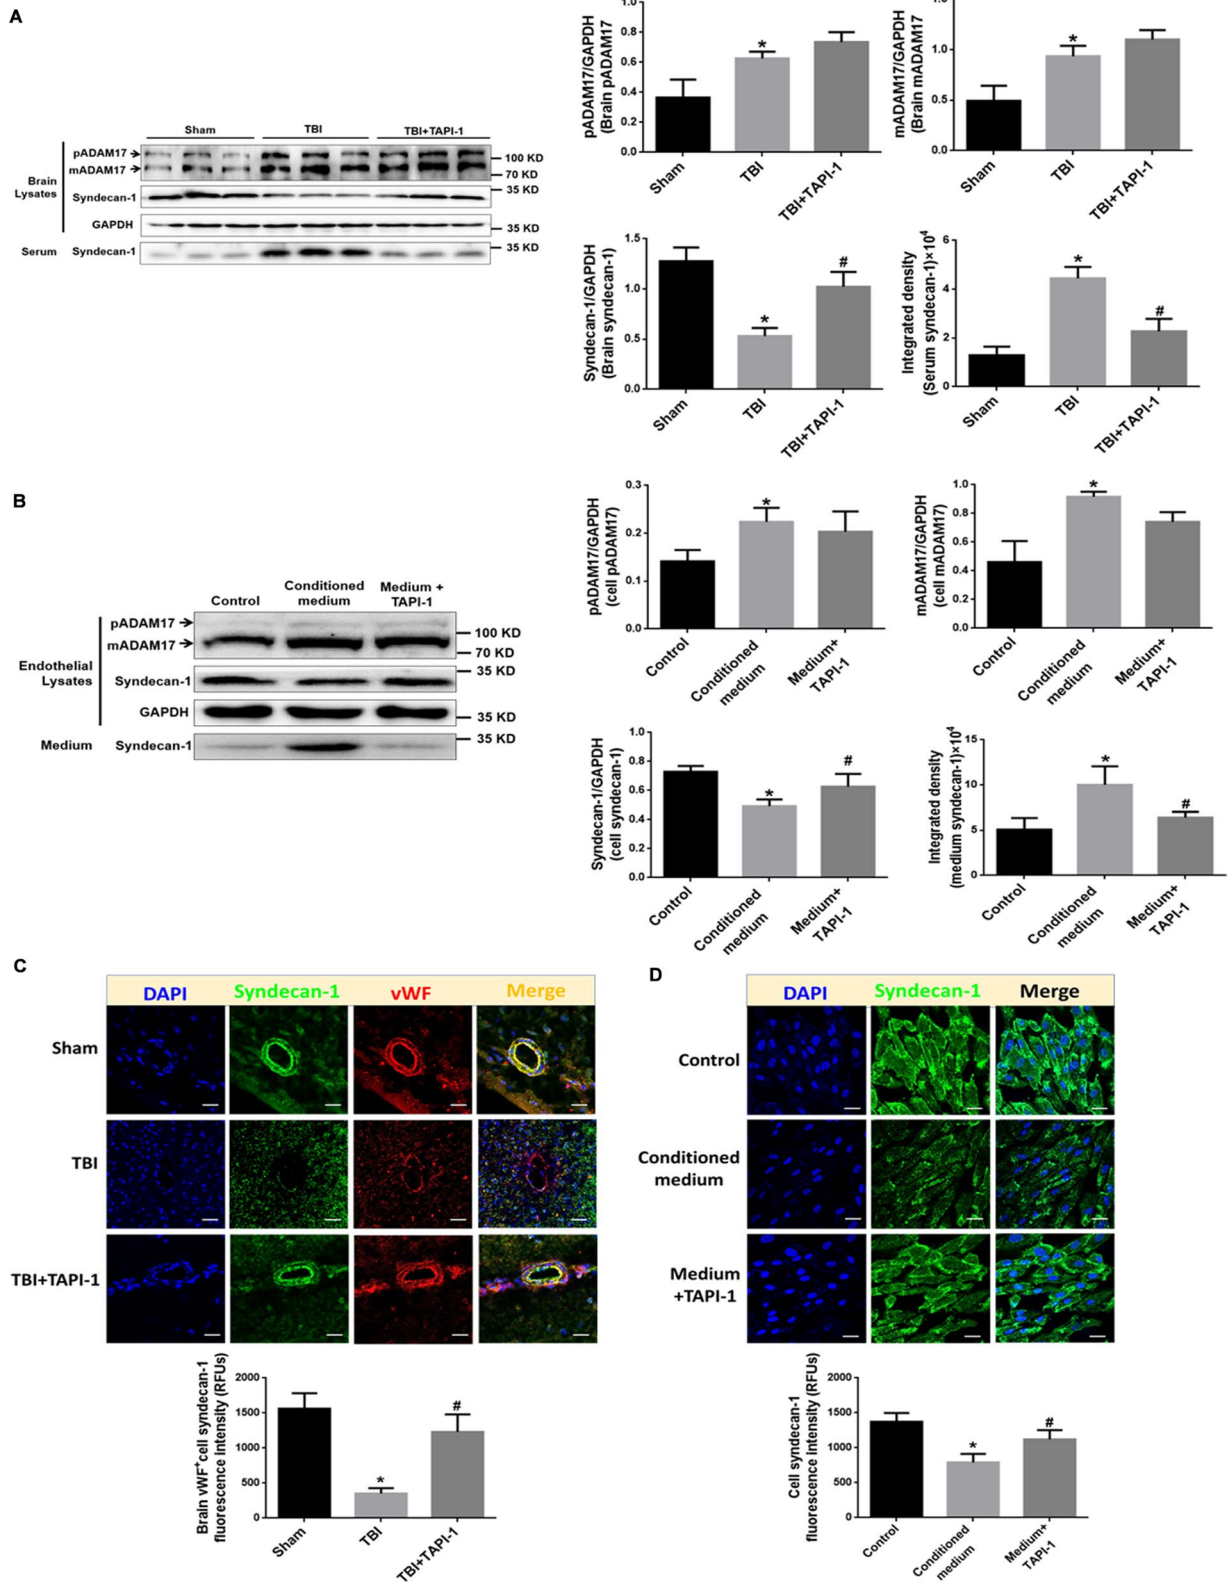 A
Sham
TBI
TBI+TAPI-1
pADAM17
mADAM17
Syndecan-1
GAPDH
Syndecan-1
Brain
Lysates
Serum
100 KD
70 KD
35 KD
35 KD
35 KD
pADAM17/GAPDH
(Brain pADAM17
1.0
0.8
0.6
0.4
0.2
0.0
*
Sham
TBI
TBI+TAPI-1
mADAM17/GAPDH
(Brain mADAM17
1.0
0.5
0.0
*
Sham
TBI
TBI+TAPI-1
Syndecan-1/GAPDH
(Brain syndecan-1)
1.5
1.0
0.5
0.0
*
#
Sham
TBI
TBI+TAPI-1
Integrated density
(Serum syndecan-1)×10⁴
6
4
2
0
*
#
Sham
TBI
TBI+TAPI-1
B
Control
Conditioned
medium
Medium +
TAPI-1
pADAM17
mADAM17
Syndecan-1
GAPDH
Syndecan-1
Endothelial
Lysates
Medium
100 KD
70 KD
35 KD
35 KD
35 KD
pADAM17/GAPDH
(cell pADAM17)
0.3
0.2
0.1
0.0
*
Control
Conditioned
medium
Medium+
TAPI-1
mADAM17/GAPDH
(cell mADAM17)
1.0
0.8
0.6
0.4
0.2
0.0
*
Control
Conditioned
medium
Medium+
TAPI-1
Syndecan-1/GAPDH
(cell syndecan-1)
1.0
0.8
0.6
0.4
0.2
0.0
*
#
Control
Conditioned
medium
Medium+
TAPI-1
Integrated density
(medium syndecan-1)×10⁴
15
10
5
0
*
#
Control
Conditioned
medium
Medium+
TAPI-1
C
DAPI Syndecan-1 vWF Merge
Sham
TBI
TBI+TAPI-1
Brain vWF⁺cell syndecan-1
fluorescence intensity (RFUs)
2000
1500
1000
500
0
*
#
Sham
TBI
TBI+TAPI-1
D
DAPI Syndecan-1 Merge
Control
Conditioned
medium
Medium
+TAPI-1
Cell syndecan-1
fluorescence intensity (RFUs)
2000
1500
1000
500
0
*
#
Control
Conditioned
medium
Medium+
TAPI-1